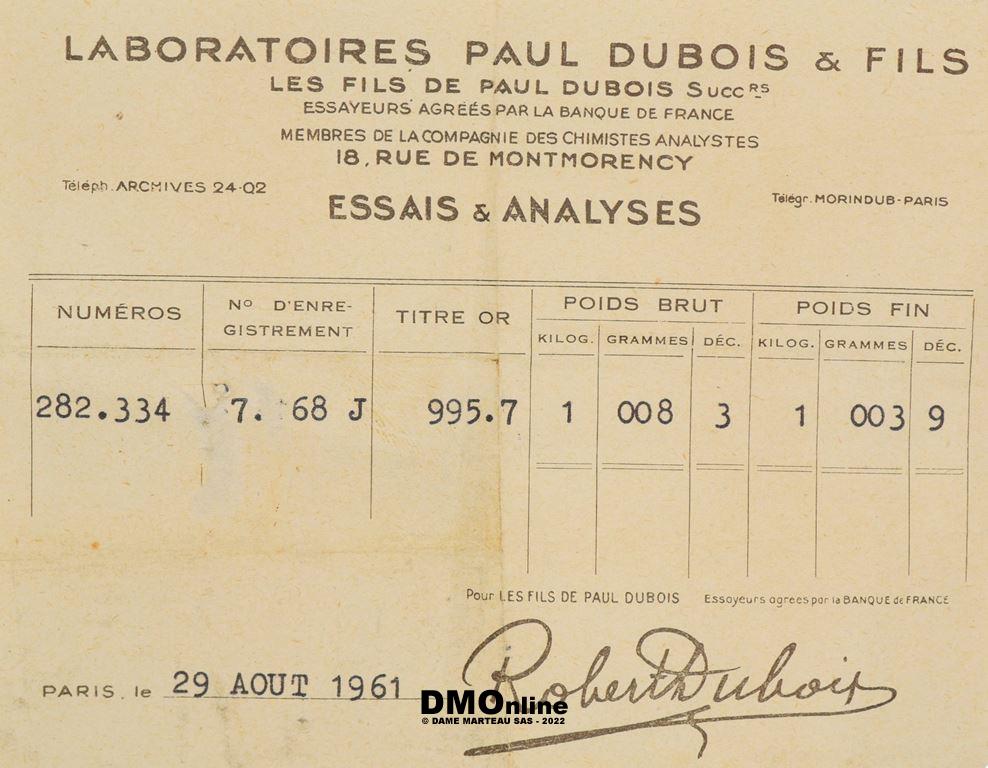 LABORATOIRES PAUL DUBOIS & FILS
LES FILS DE PAUL DUBOIS SUCCRS
ESSAYEURS AGRÉÉS PAR LA BANQUE DE FRANCE
MEMBRES DE LA COMPAGNIE DES CHIMISTES ANALYSTES
18, RUE DE MONTMORENCY
Téléph. ARCHIVES 24-02
Télégr. MORINDUB-PARIS
ESSAIS & ANALYSES
NUMÉROS No D'ENRE- TITRE OR POIDS BRUT POIDS FIN
GISTREMENT KILOG. GRAMMES DÉC. KILOG. GRAMMES DÉC.
282.334 7. 68 J 995.7 1 008 3 1 003 9
Pour LES FILS DE PAUL DUBOIS Essayeurs agréés par la BANQUE de FRANCE
PARIS, le 29 AOUT 1961 Robert Dubois
DMOnline
© DAME MARTEAU SAS - 2022